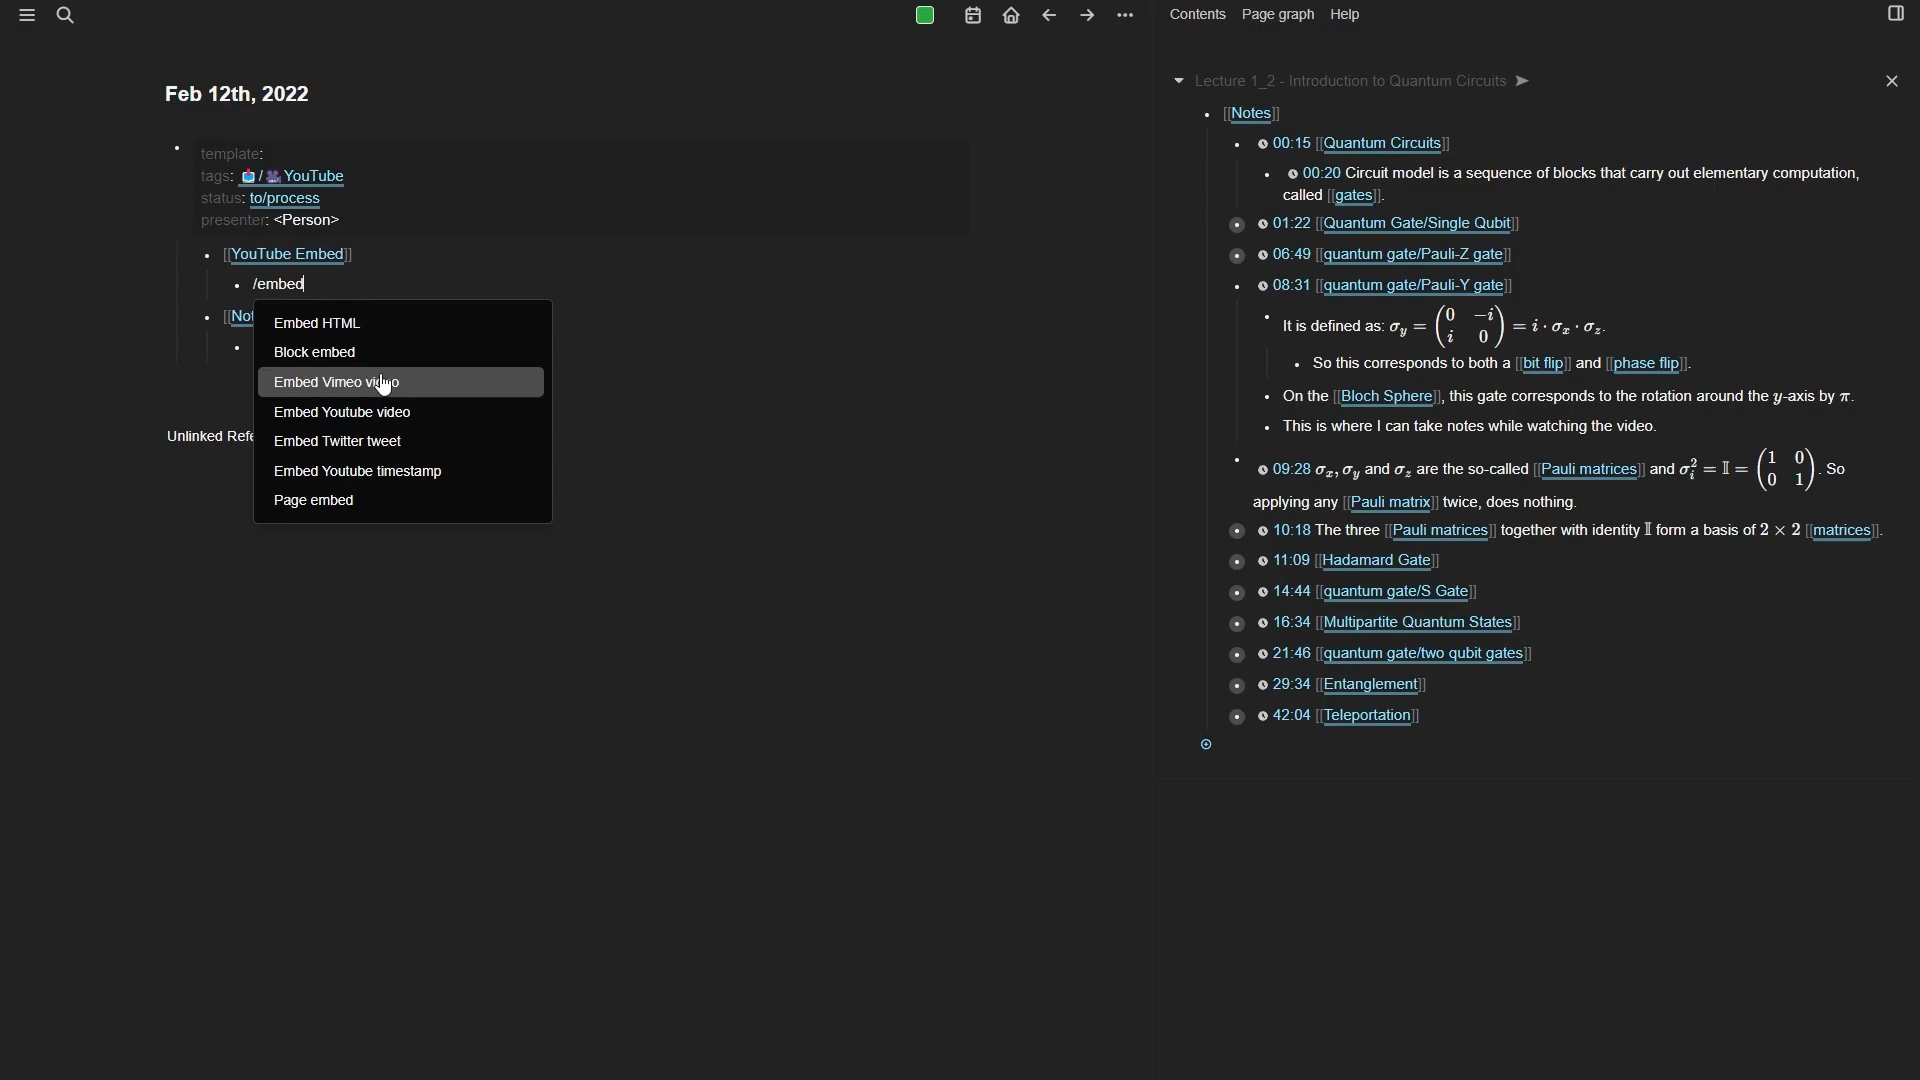 Contents Page graph Help
Feb 12th, 2022
template:
tags: 📩/🎥 YouTube
status: to/process
presenter: <Person>
[[YouTube Embed]]
/embed
[[Not
Embed HTML
Block embed
Embed Vimeo video
Embed Youtube video
Embed Twitter tweet
Embed Youtube timestamp
Page embed
Unlinked Refe
Lecture 1_2 - Introduction to Quantum Circuits
[[Notes]]
00:15 [[Quantum Circuits]]
00:20 Circuit model is a sequence of blocks that carry out elementary computation,
called [[gates]].
01:22 [[Quantum Gate/Single Qubit]]
06:49 [[quantum gate/Pauli-Z gate]]
08:31 [[quantum gate/Pauli-Y gate]]
It is defined as: σ_y = (0 −i; i 0) = i · σ_x · σ_z.
So this corresponds to both a [[bit flip]] and [[phase flip]].
On the [[Bloch Sphere]], this gate corresponds to the rotation around the y-axis by π.
This is where I can take notes while watching the video.
09:28 σ_x, σ_y and σ_z are the so-called [[Pauli matrices]] and σ_i^2 = 𝕀 = (1 0; 0 1). So
applying any [[Pauli matrix]] twice, does nothing.
10:18 The three [[Pauli matrices]] together with identity 𝕀 form a basis of 2 × 2 [[matrices]].
11:09 [[Hadamard Gate]]
14:44 [[quantum gate/S Gate]]
16:34 [[Multipartite Quantum States]]
21:46 [[quantum gate/two qubit gates]]
29:34 [[Entanglement]]
42:04 [[Teleportation]]